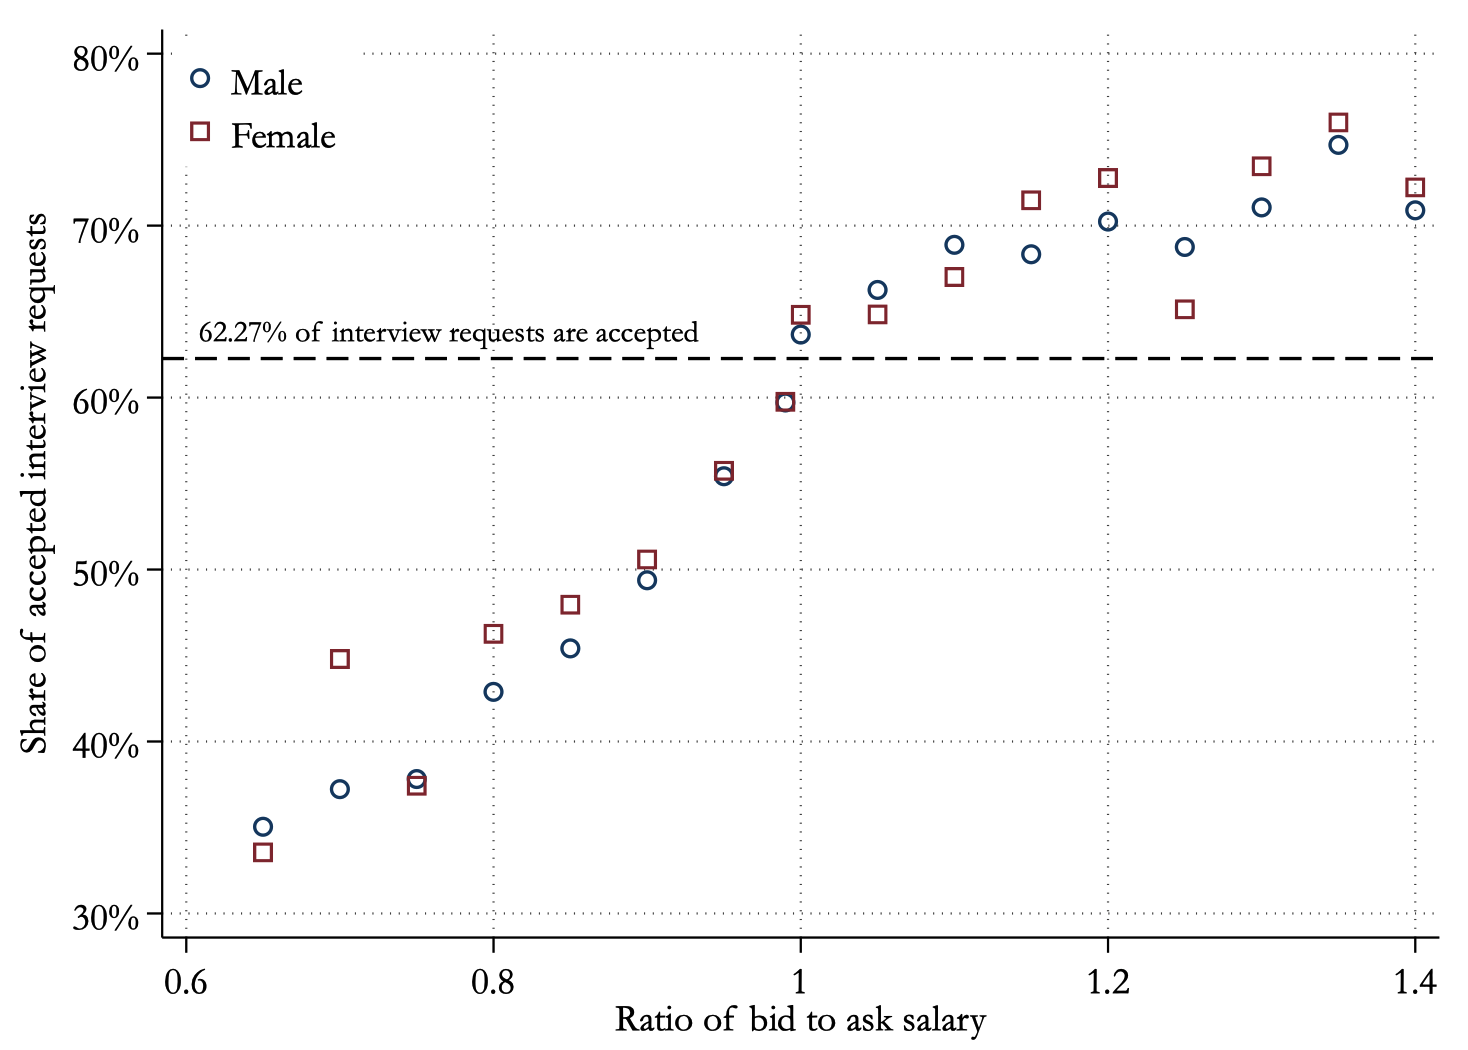 80%
Male
Female
70%
62.27% of interview requests are accepted
60%
50%
40%
30%
Share of accepted interview requests
0.6
0.8
1
1.2
1.4
Ratio of bid to ask salary